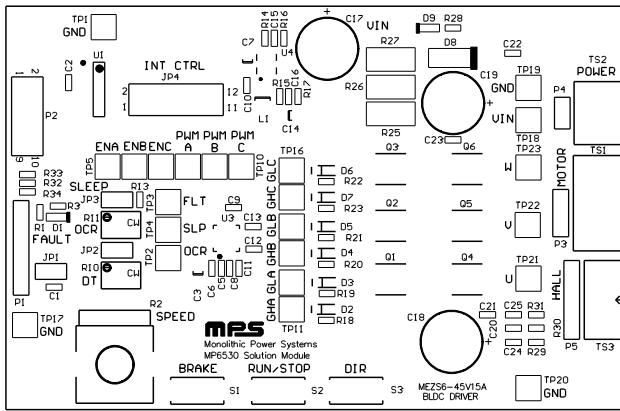 TP1
GND
U1
INT CTRL
JP4
2
1
12
11
C7
R14
C15
R16
U4
C17
VIN
R27
R26
R25
D9
R28
D8
C19
C22
C23
TS2
POWER
TP19
GND
P4
VIN
TP18
TP23
W
MOTOR
TS1
P3
TP22
V
TP21
U
HALL
P5
TS3
R30
1
2
P2
9
10
C2
C10
L1
R15
C16
R17
C14
PWM PWM PWM
ENA ENB ENC A B C
TP5
TP10
TP16
GLC
GHC
GLB
GHB
GLA
GHA
TP11
D6
R22
D7
R23
D5
R21
D4
R20
D3
R19
D2
R18
Q3
Q6
Q2
Q5
Q1
Q4
R33
R32
R34
SLEEP
JP3
R13
R3
R1
D1
FAULT
R11
OCR
CW
JP2
R10
DT
CW
JP1
C1
P1
TP3
FLT
TP4
SLP
TP2
OCR
C9
U3
C13
C12
C3
C6
C5
C8
C11
TP17
GND
R2
SPEED
MPS
Monolithic Power Systems
MP6530 Solution Module
BRAKE
S1
RUN/STOP
S2
DIR
S3
C18
C21
C20
C25
R31
C24
R29
MEZS6-45V15A
BLDC DRIVER
TP20
GND